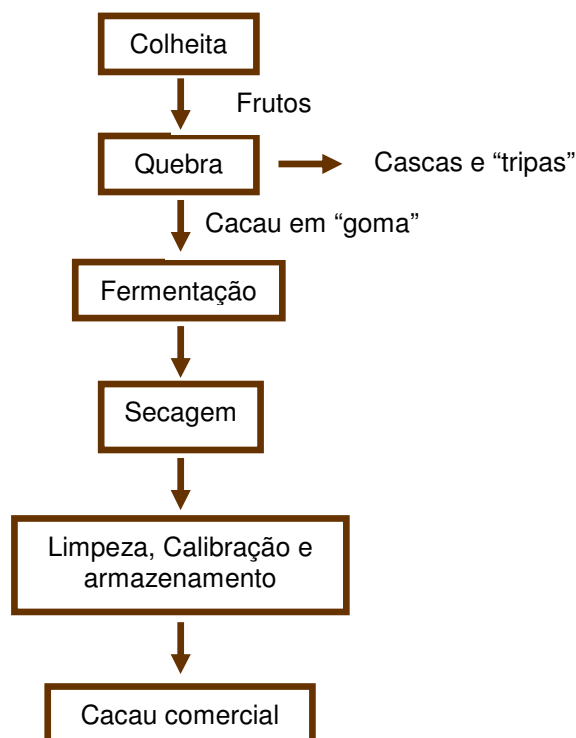 Colheita
Frutos
Quebra
Cascas e “tripas”
Cacau em “goma”
Fermentação
Secagem
Limpeza, Calibração e
armazenamento
Cacau comercial